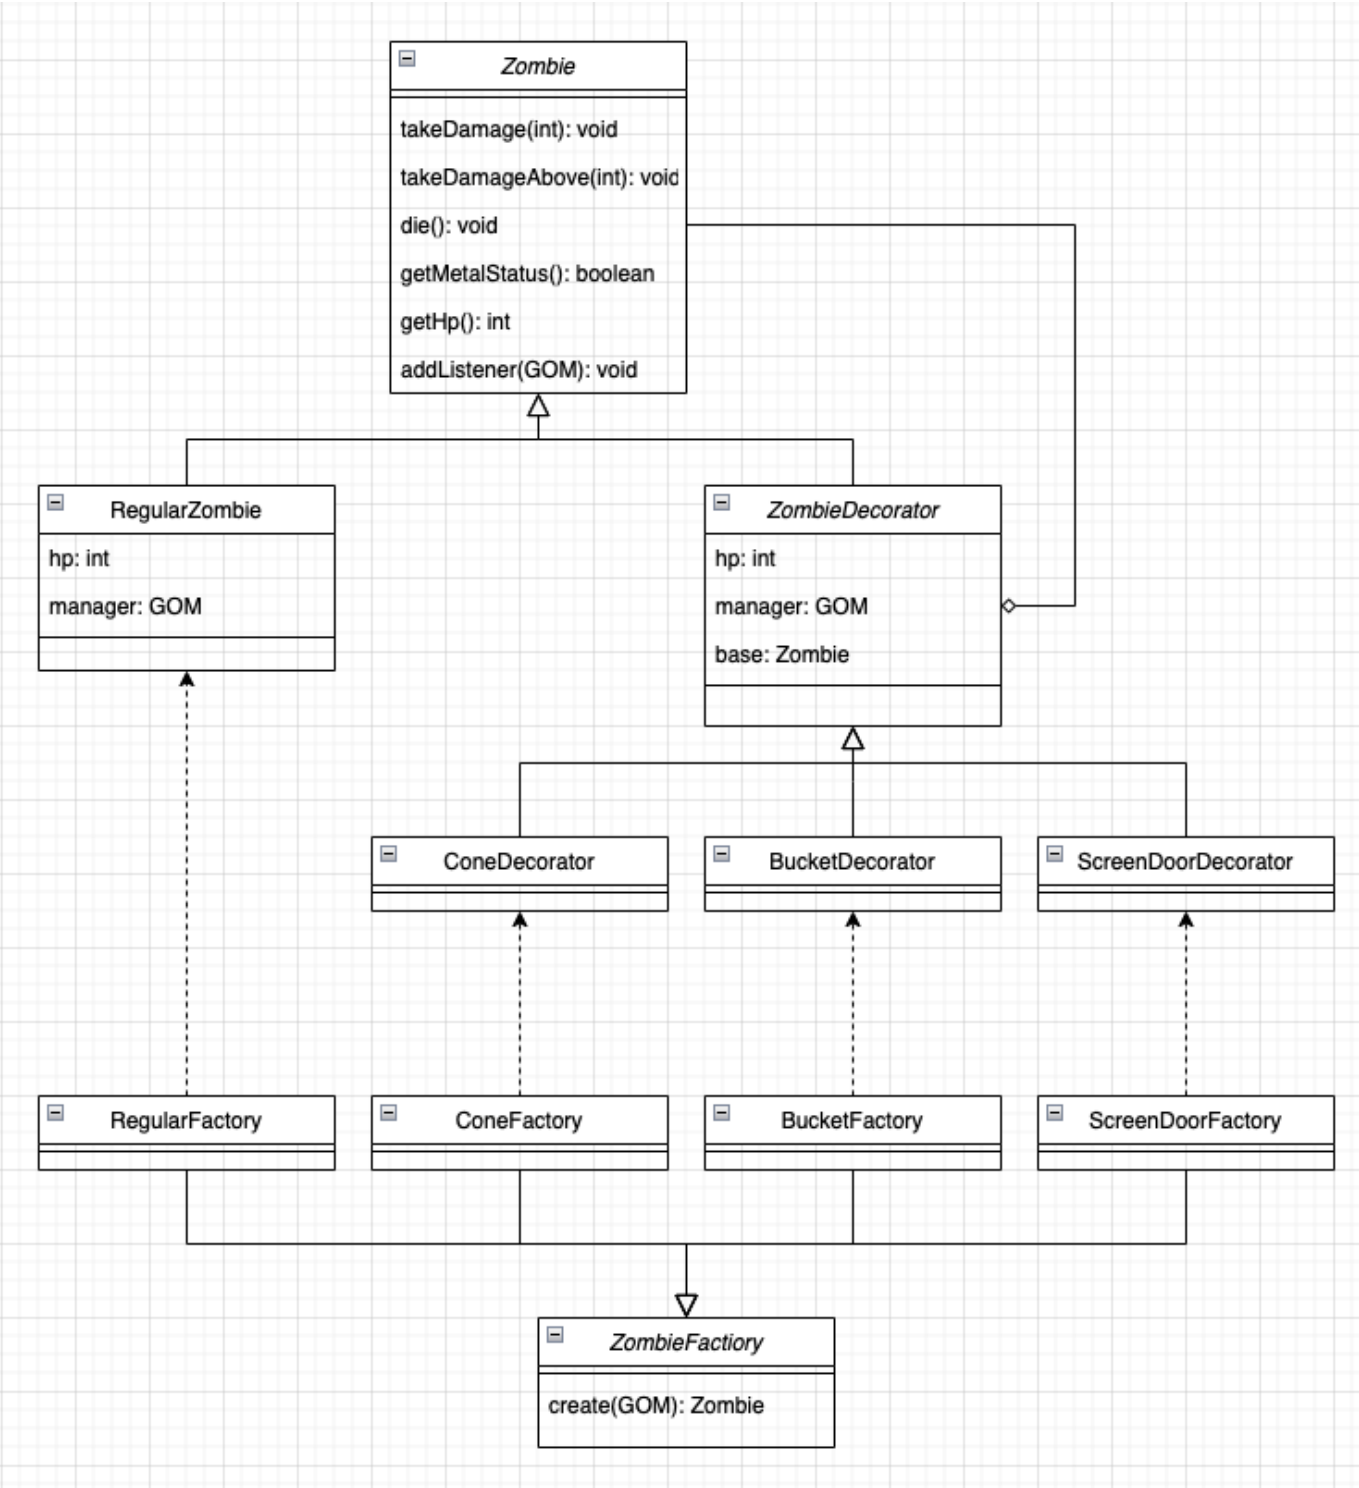 Zombie
takeDamage(int): void
takeDamageAbove(int): void
die(): void
getMetalStatus(): boolean
getHp(): int
addListener(GOM): void
RegularZombie
hp: int
manager: GOM
ZombieDecorator
hp: int
manager: GOM
base: Zombie
ConeDecorator
BucketDecorator
ScreenDoorDecorator
RegularFactory
ConeFactory
BucketFactory
ScreenDoorFactory
ZombieFactiory
create(GOM): Zombie